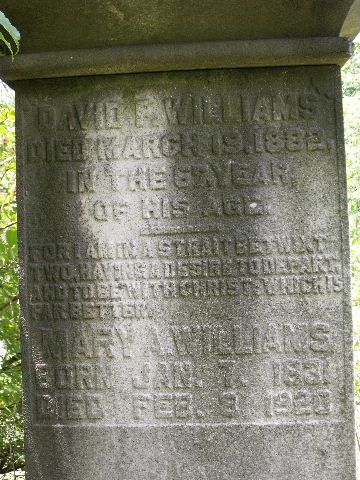 DAVID P. WILLIAMS
DIED MARCH 19, 1882,
IN THE 62 YEAR,
OF HIS AGE.
FOR I AM IN A STRAIT BETWEXT
TWO, HAVING A DESIRE TO DEPART,
AND TO BE WITH CHRIST; WHICH IS
FAR BETTER.
MARY A. WILLIAMS
BORN JAN. 7, 1831
DIED FEB. 3, 1920